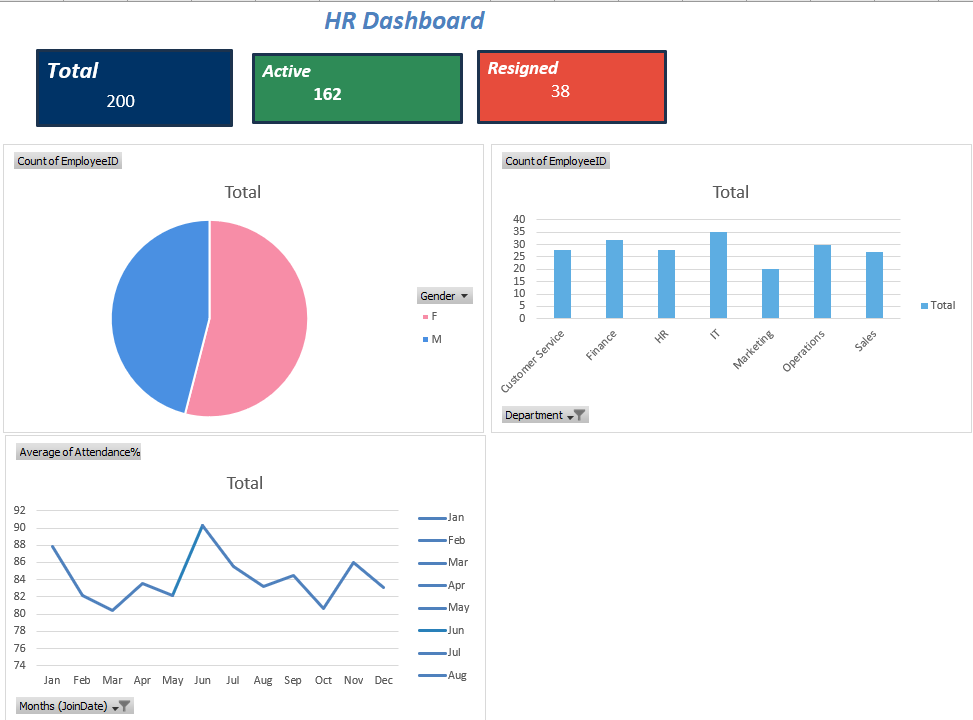 HR Dashboard
Total
200
Active
162
Resigned
38
Count of EmployeeID
Total
Gender
F
M
Count of EmployeeID
Total
40
35
30
25
20
15
10
5
0
Customer Service
Finance
HR
IT
Marketing
Operations
Sales
Total
Department
Average of Attendance%
Total
92
90
88
86
84
82
80
78
76
74
Jan Feb Mar Apr May Jun Jul Aug Sep Oct Nov Dec
Jan
Feb
Mar
Apr
May
Jun
Jul
Aug
Months (JoinDate)